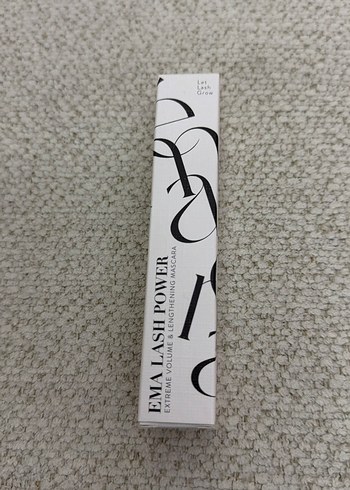 Let
Lash
Grow
EMA LASH POWER
EXTREME VOLUME & LENGTHENING MASCARA